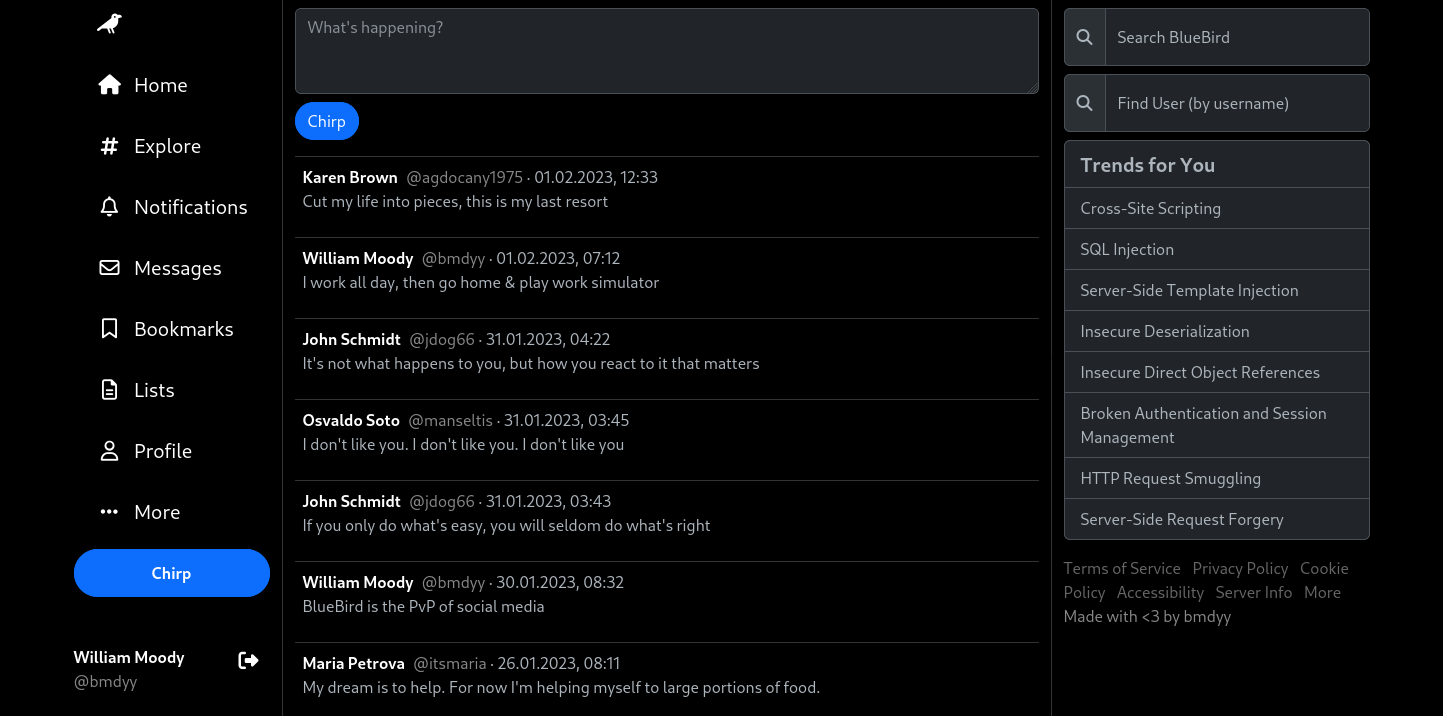 Home
Explore
Notifications
Messages
Bookmarks
Lists
Profile
More
Chirp
William Moody
@bmdyy
What's happening?
Chirp
Karen Brown @agdocany1975 · 01.02.2023, 12:33
Cut my life into pieces, this is my last resort
William Moody @bmdyy · 01.02.2023, 07:12
I work all day, then go home & play work simulator
John Schmidt @jdog66 · 31.01.2023, 04:22
It's not what happens to you, but how you react to it that matters
Osvaldo Soto @manseltis · 31.01.2023, 03:45
I don't like you. I don't like you. I don't like you
John Schmidt @jdog66 · 31.01.2023, 03:43
If you only do what's easy, you will seldom do what's right
William Moody @bmdyy · 30.01.2023, 08:32
BlueBird is the PvP of social media
Maria Petrova @itsmaria · 26.01.2023, 08:11
My dream is to help. For now I'm helping myself to large portions of food.
Search BlueBird
Find User (by username)
Trends for You
Cross-Site Scripting
SQL Injection
Server-Side Template Injection
Insecure Deserialization
Insecure Direct Object References
Broken Authentication and Session
Management
HTTP Request Smuggling
Server-Side Request Forgery
Terms of Service Privacy Policy Cookie
Policy Accessibility Server Info More
Made with <3 by bmdyy